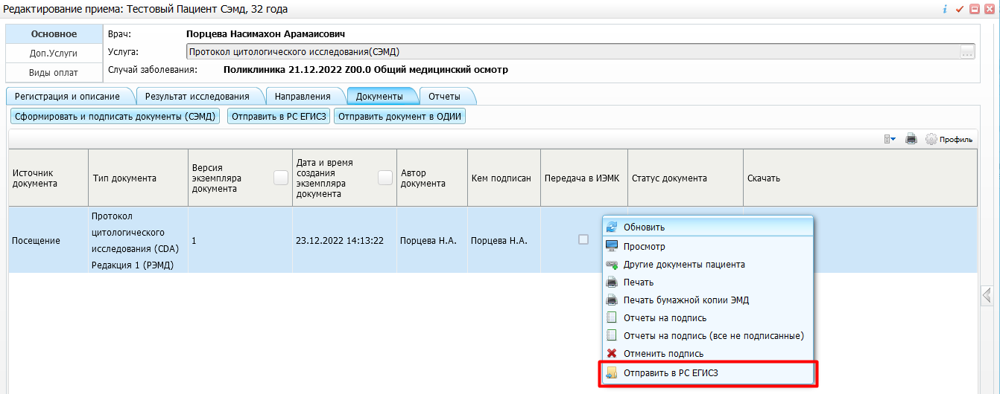 Редактирование приема: Тестовый Пациент Сэмд, 32 года
Основное
Доп.Услуги
Виды оплат
Врач: Порцева Насимахон Арамаисович
Услуга: Протокол цитологического исследования(СЭМД) ...
Случай заболевания: Поликлиника 21.12.2022 Z00.0 Общий медицинский осмотр
Регистрация и описание Результат исследования Направления Документы Отчеты
Сформировать и подписать документы (СЭМД) Отправить в РС ЕГИСЗ Отправить документ в ОДИИ
Профиль
Источник
документа
Тип документа
Версия
экземпляра
документа
Дата и время
создания
экземпляра
документа
Автор
документа
Кем подписан
Передача в ИЭМК
Статус документа
Скачать
Посещение
Протокол
цитологического
исследования (CDA)
Редакция 1 (РЭМД)
1
23.12.2022 14:13:22
Порцева Н.А.
Порцева Н.А.
Обновить
Просмотр
Другие документы пациента
Печать
Печать бумажной копии ЭМД
Отчеты на подпись
Отчеты на подпись (все не подписанные)
Отменить подпись
Отправить в РС ЕГИСЗ